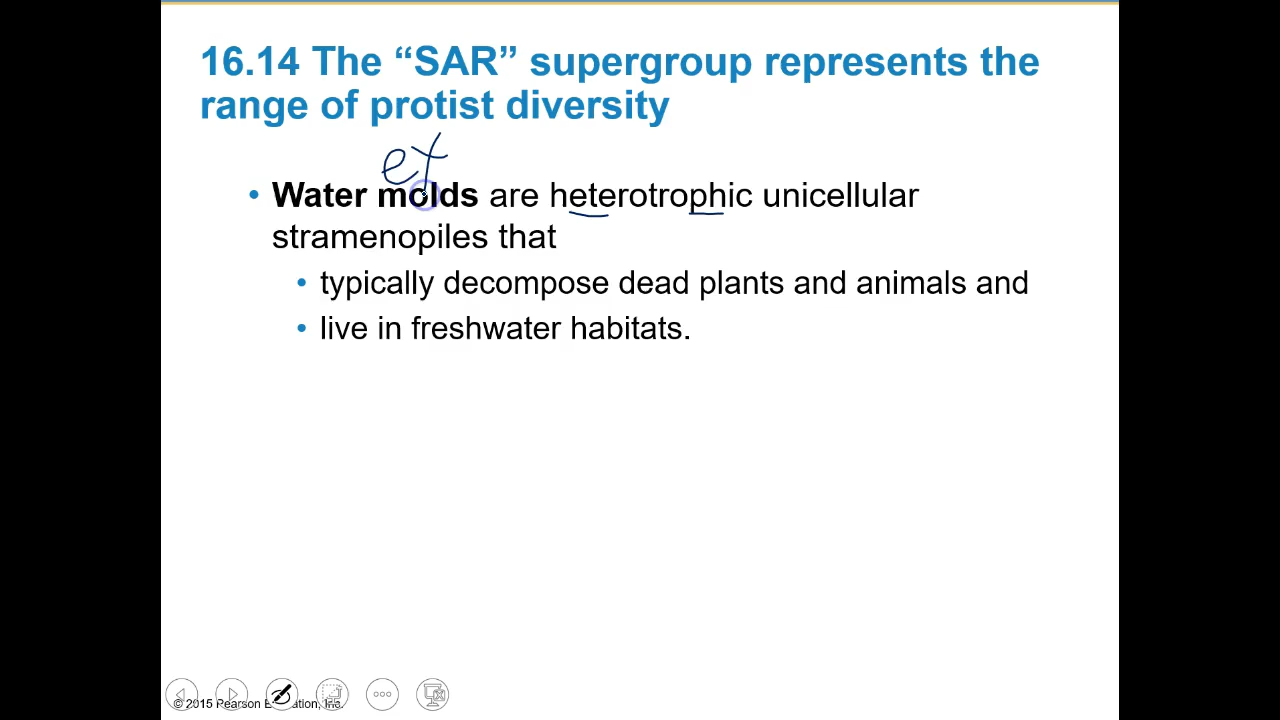 16.14 The “SAR” supergroup represents the
range of protist diversity
et
• Water molds are heterotrophic unicellular
stramenopiles that
• typically decompose dead plants and animals and
• live in freshwater habitats.
© 2015 Pearson Inc.